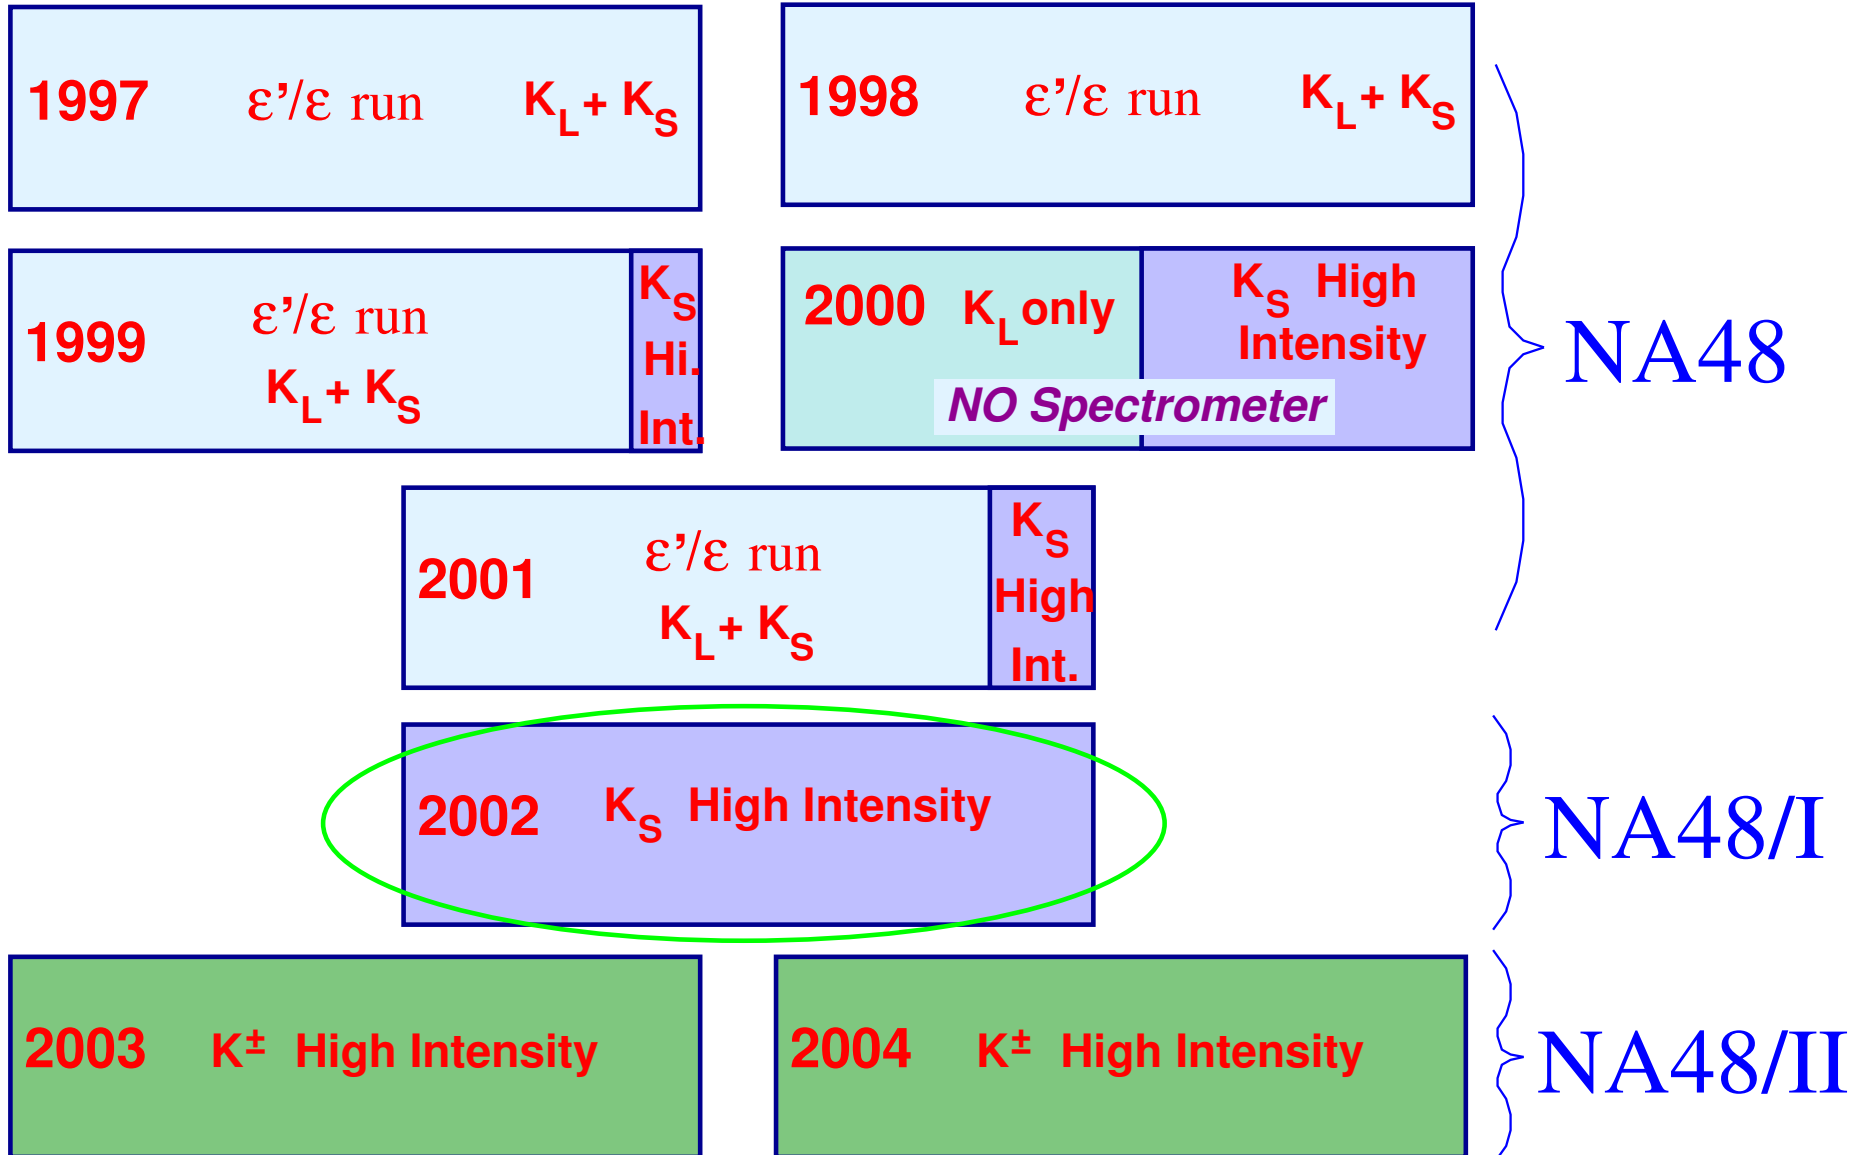 1997 ε’/ε run K_L + K_S
1998 ε’/ε run K_L + K_S
1999 ε’/ε run
K_L + K_S
K_S
Hi.
Int.
2000 K_L only
K_S High
Intensity
NO Spectrometer
NA48
2001 ε’/ε run
K_L + K_S
K_S
High
Int.
2002 K_S High Intensity
NA48/I
2003 K± High Intensity
2004 K± High Intensity
NA48/II